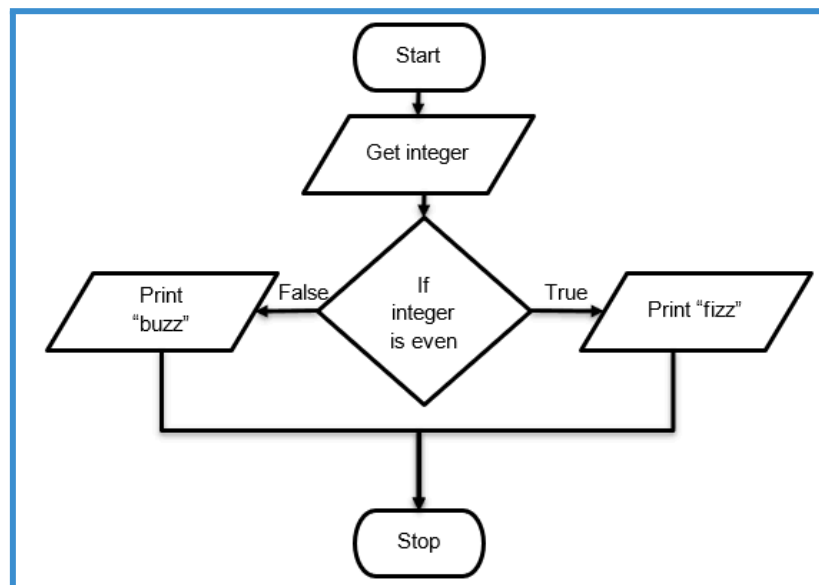 Start
Get integer
If
integer
is even
False
True
Print
“buzz”
Print “fizz”
Stop